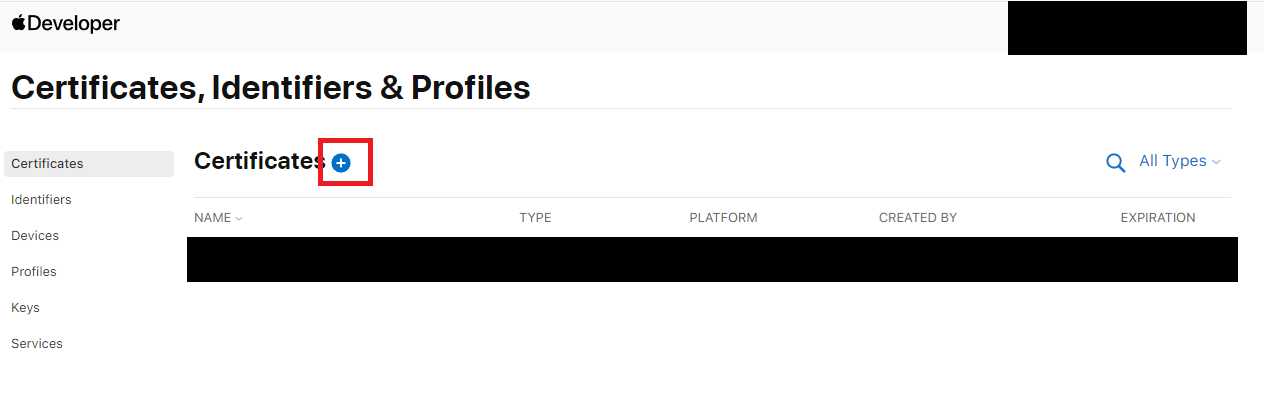 Developer
Certificates, Identifiers & Profiles
Certificates
Identifiers
Devices
Profiles
Keys
Services
Certificates
All Types
NAME TYPE PLATFORM CREATED BY EXPIRATION